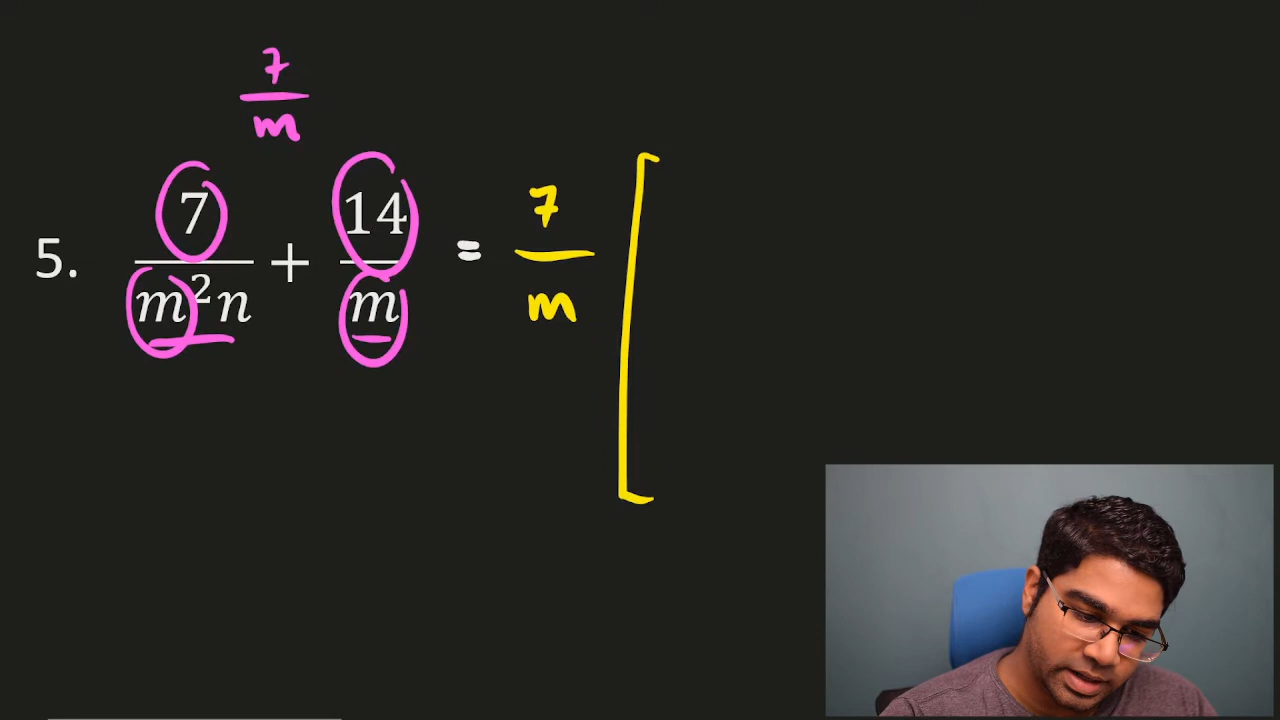 7/m
5. 7/m²n + 14/m = 7/m [